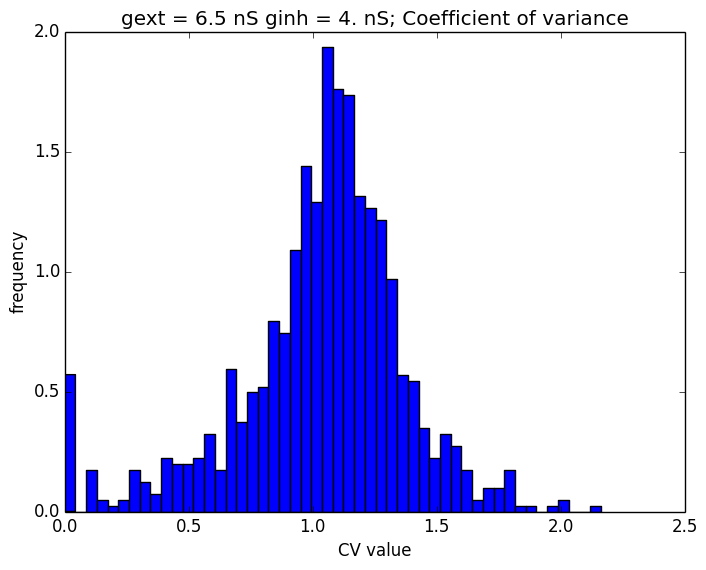 gext = 6.5 nS ginh = 4. nS; Coefficient of variance
2.0
1.5
1.0
0.5
0.0
frequency
0.0 0.5 1.0 1.5 2.0 2.5
CV value